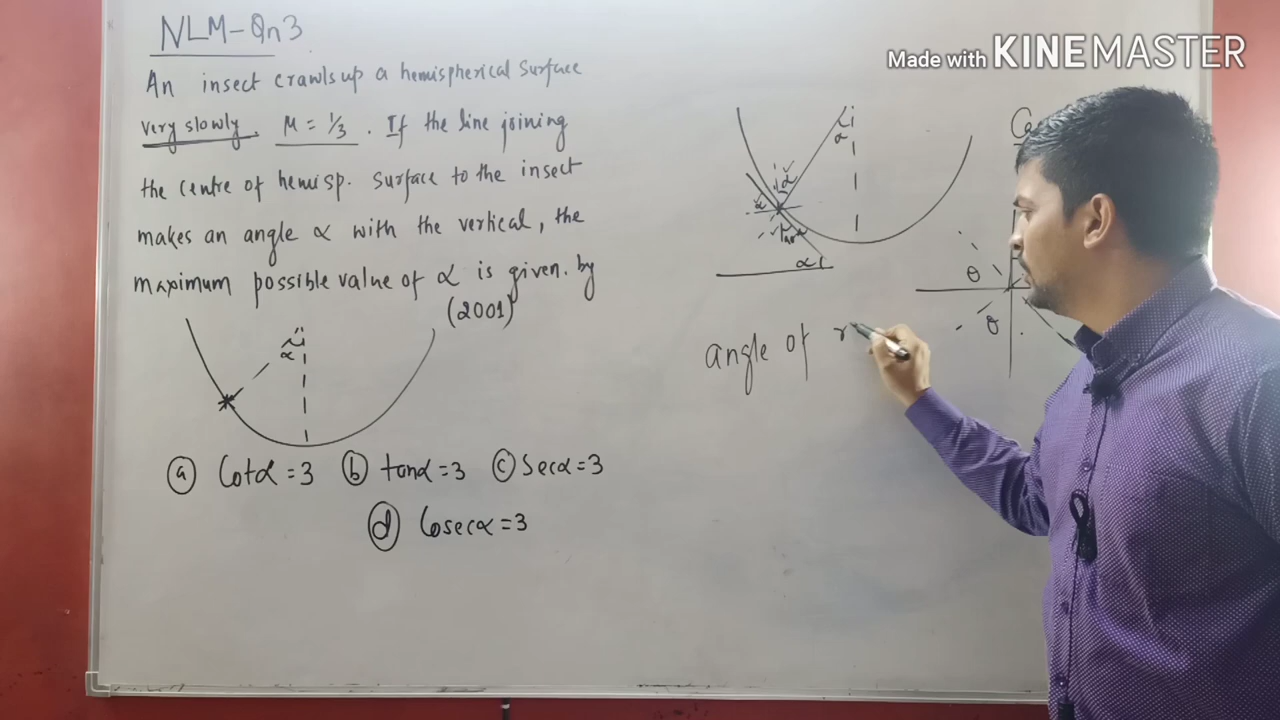 NLM-Qn3
An insect crawls up a hemispherical surface
very slowly. M = 1/3. If the line joining
the centre of hemisp. surface to the insect
makes an angle α with the vertical, the
maximum possible value of α is given by
(2001)
α
ⓐ Cotα = 3 ⓑ tanα = 3 ⓒ Secα = 3
ⓓ Cosecα = 3
Made with KINEMASTER
α
α
α
α
θ
θ
angle of r